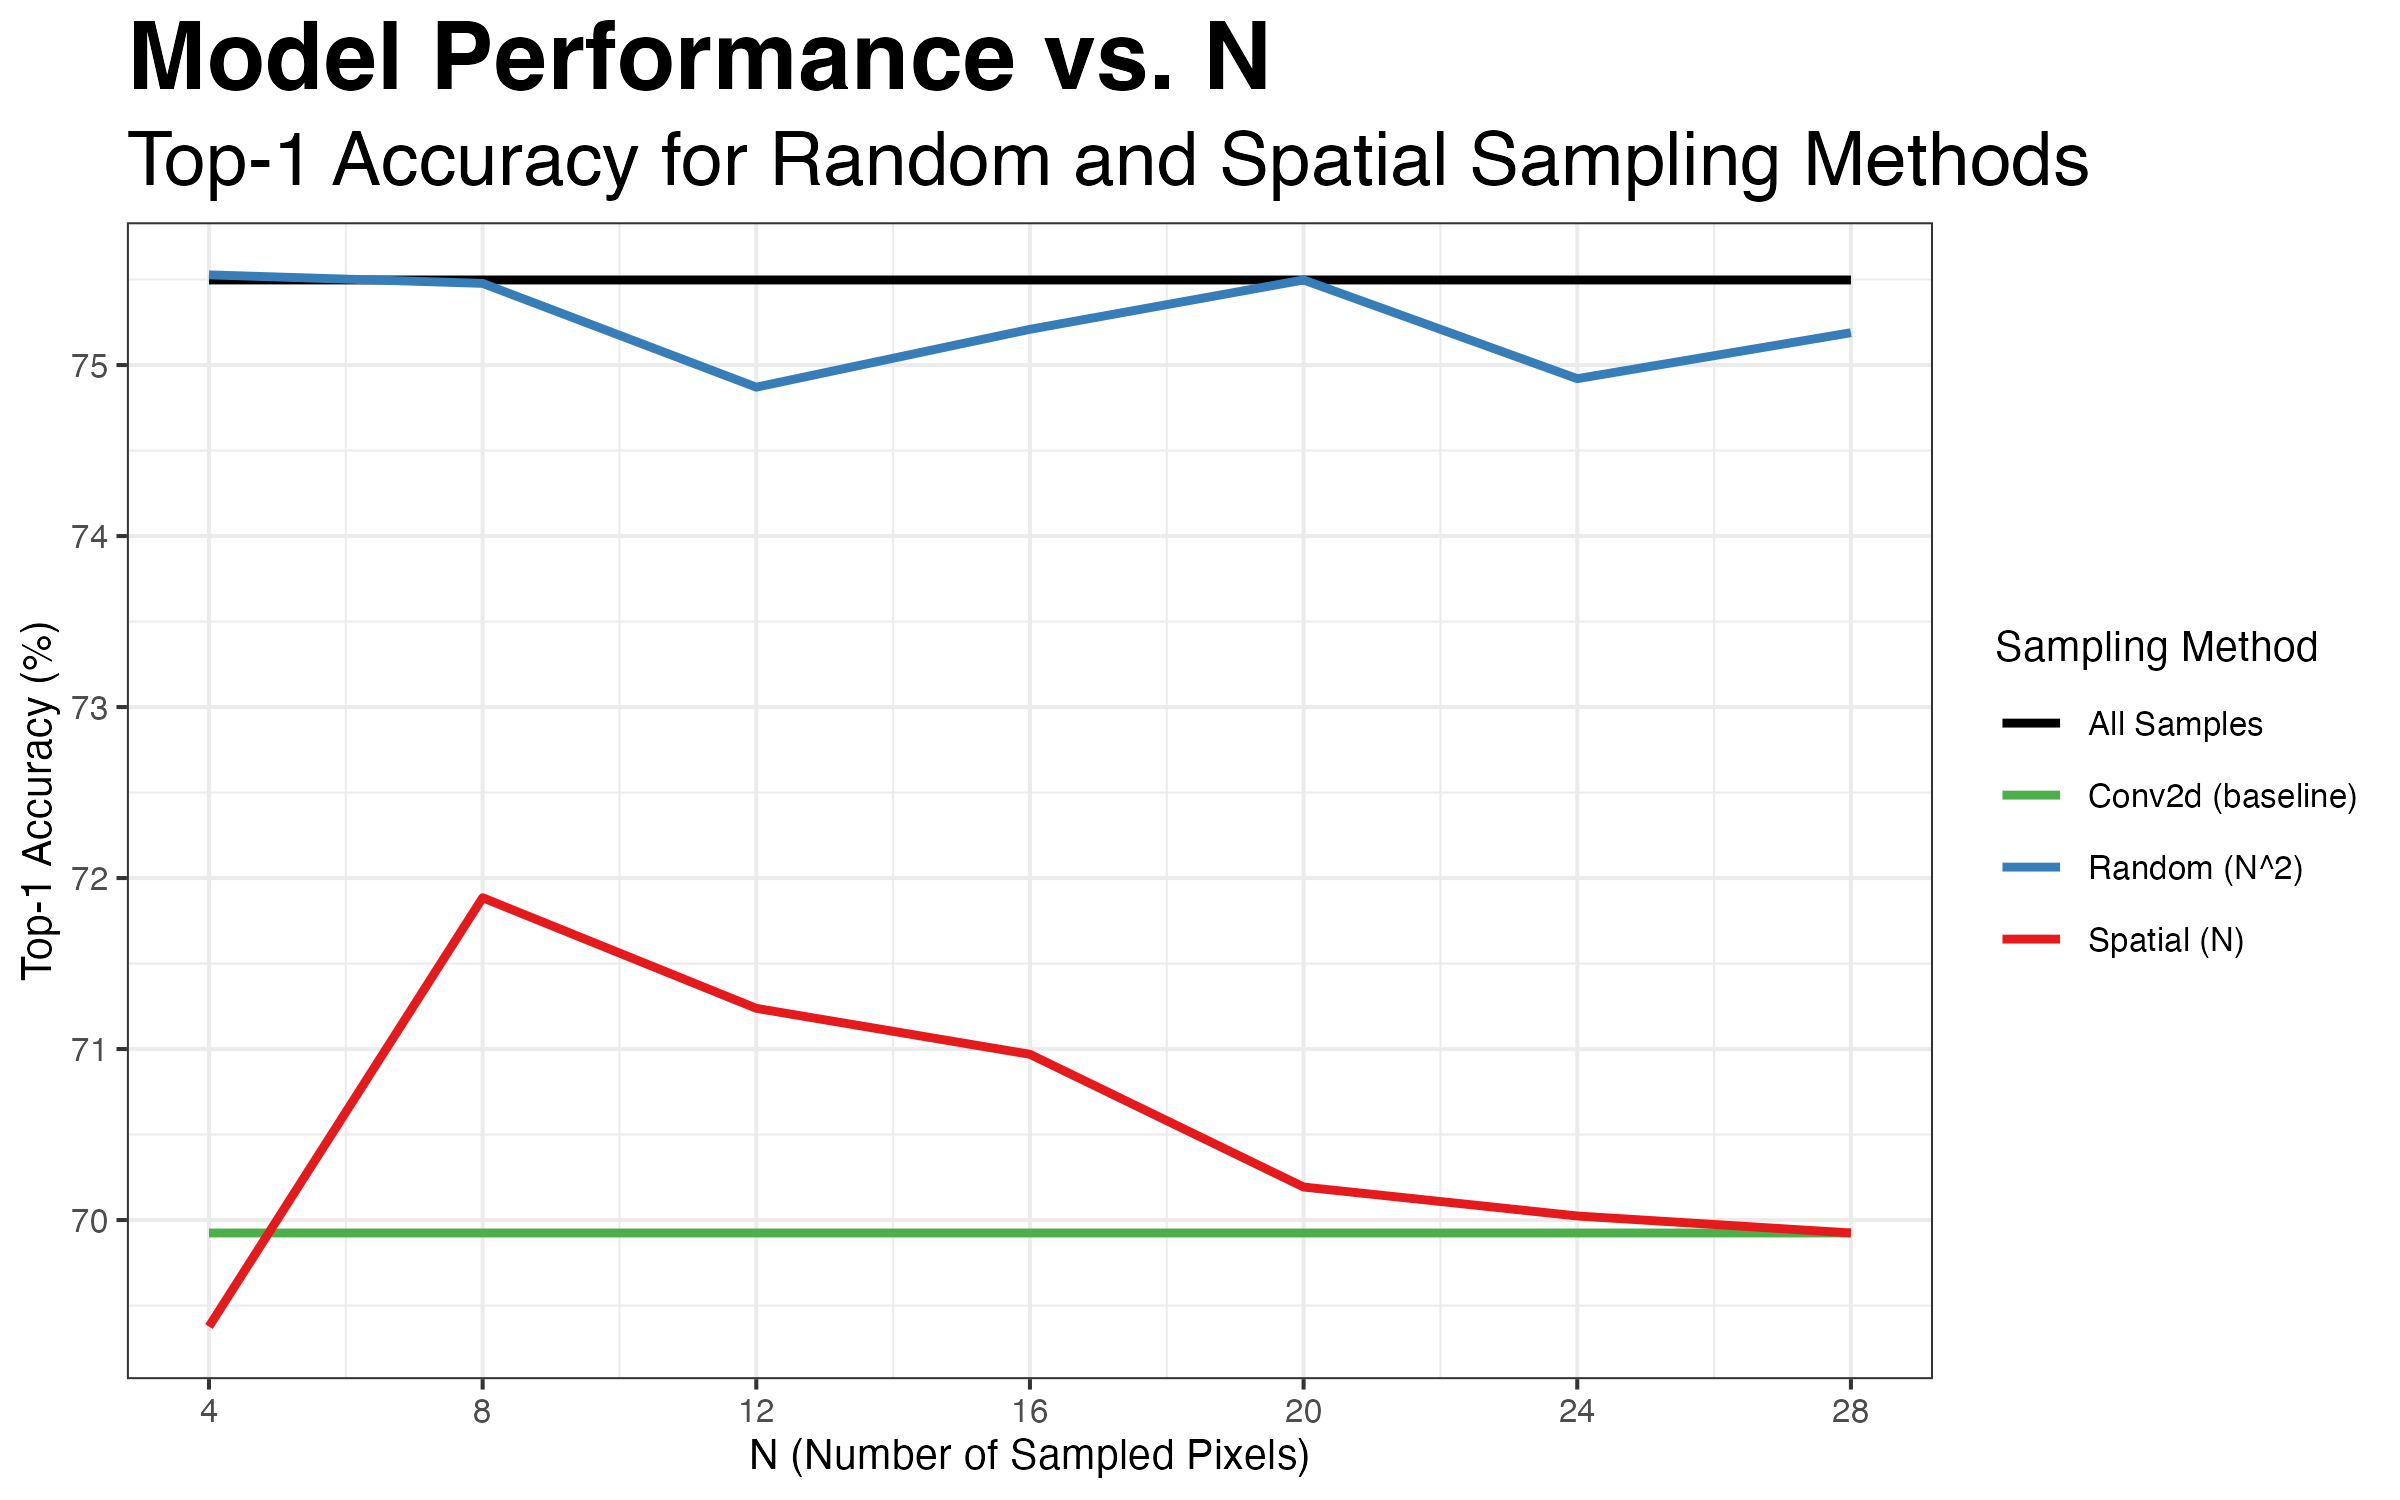 Model Performance vs. N
Top-1 Accuracy for Random and Spatial Sampling Methods
Top-1 Accuracy (%)
75
74
73
72
71
70
4 8 12 16 20 24 28
N (Number of Sampled Pixels)
Sampling Method
All Samples
Conv2d (baseline)
Random (N^2)
Spatial (N)